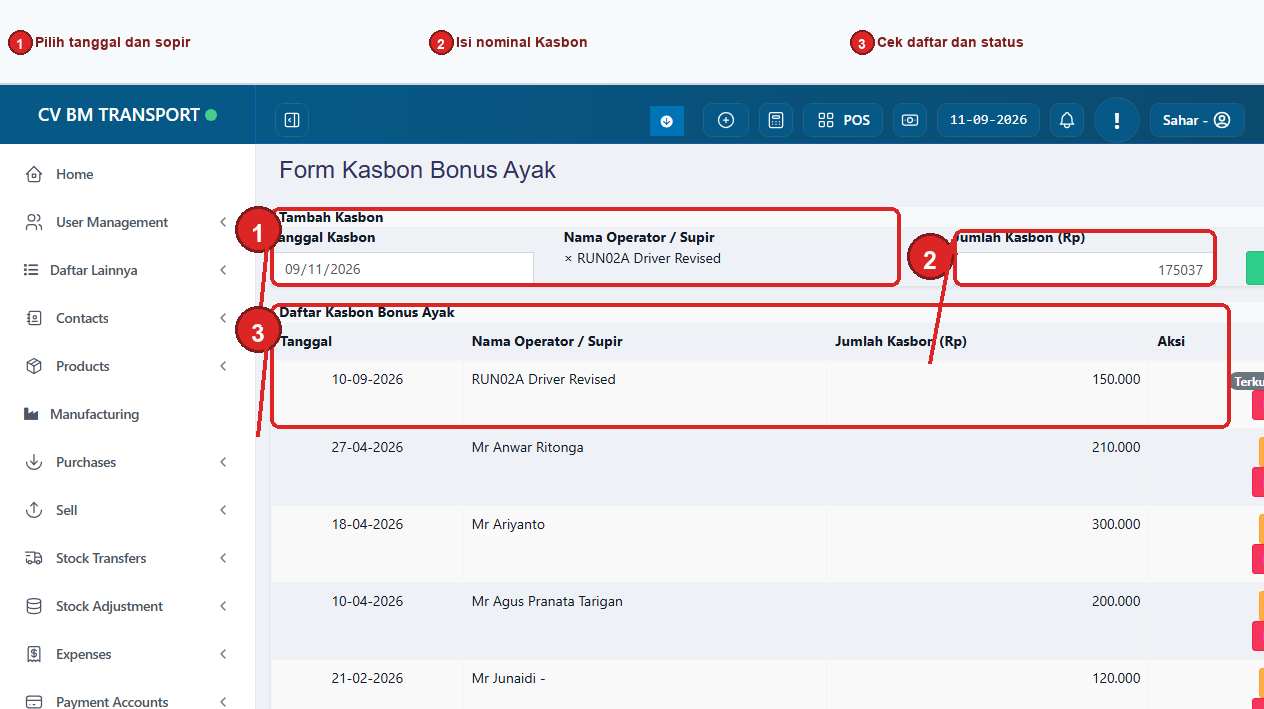 1 Pilih tanggal dan sopir
2 Isi nominal Kasbon
3 Cek daftar dan status
CV BM TRANSPORT
POS
11-09-2026
Sahar -
Home
User Management
Daftar Lainnya
Contacts
Products
Manufacturing
Purchases
Sell
Stock Transfers
Stock Adjustment
Expenses
Payment Accounts
Form Kasbon Bonus Ayak
1
Tambah Kasbon
anggal Kasbon
Nama Operator / Supir
2
Jumlah Kasbon (Rp)
09/11/2026
× RUN02A Driver Revised
175037
3
Daftar Kasbon Bonus Ayak
Tanggal Nama Operator / Supir Jumlah Kasbon (Rp) Aksi
10-09-2026 RUN02A Driver Revised 150.000 Terku
27-04-2026 Mr Anwar Ritonga 210.000
18-04-2026 Mr Ariyanto 300.000
10-04-2026 Mr Agus Pranata Tarigan 200.000
21-02-2026 Mr Junaidi - 120.000